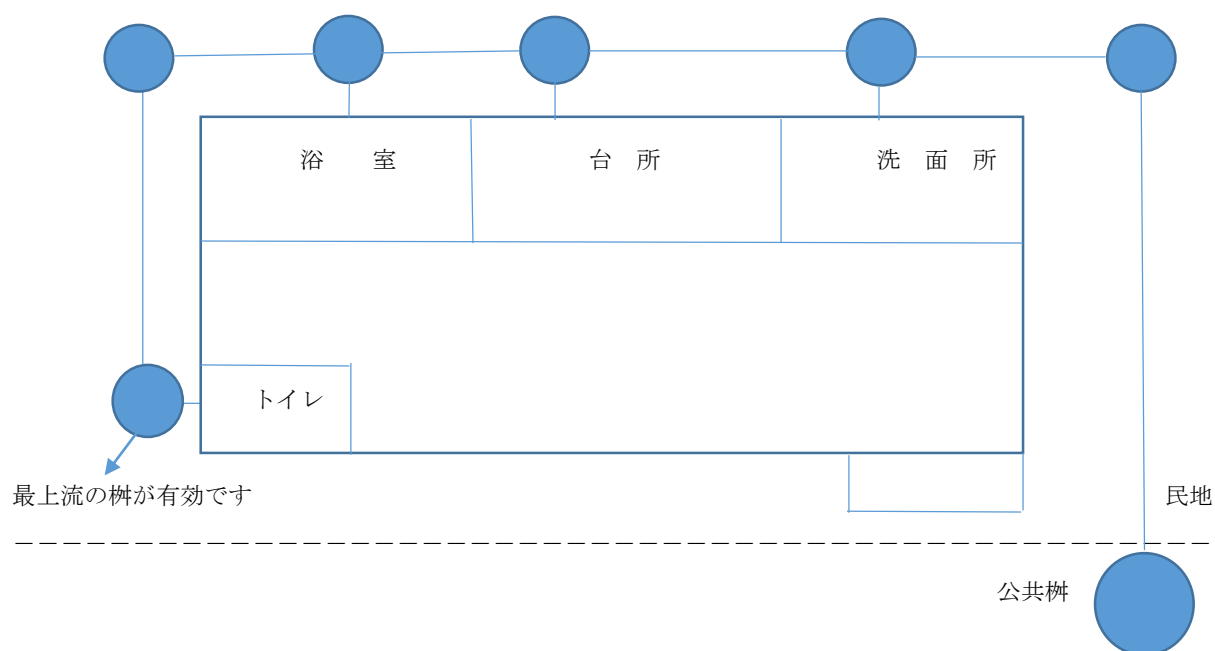 浴室
台所
洗面所
トイレ
最上流の桝が有効です
民地
公共桝